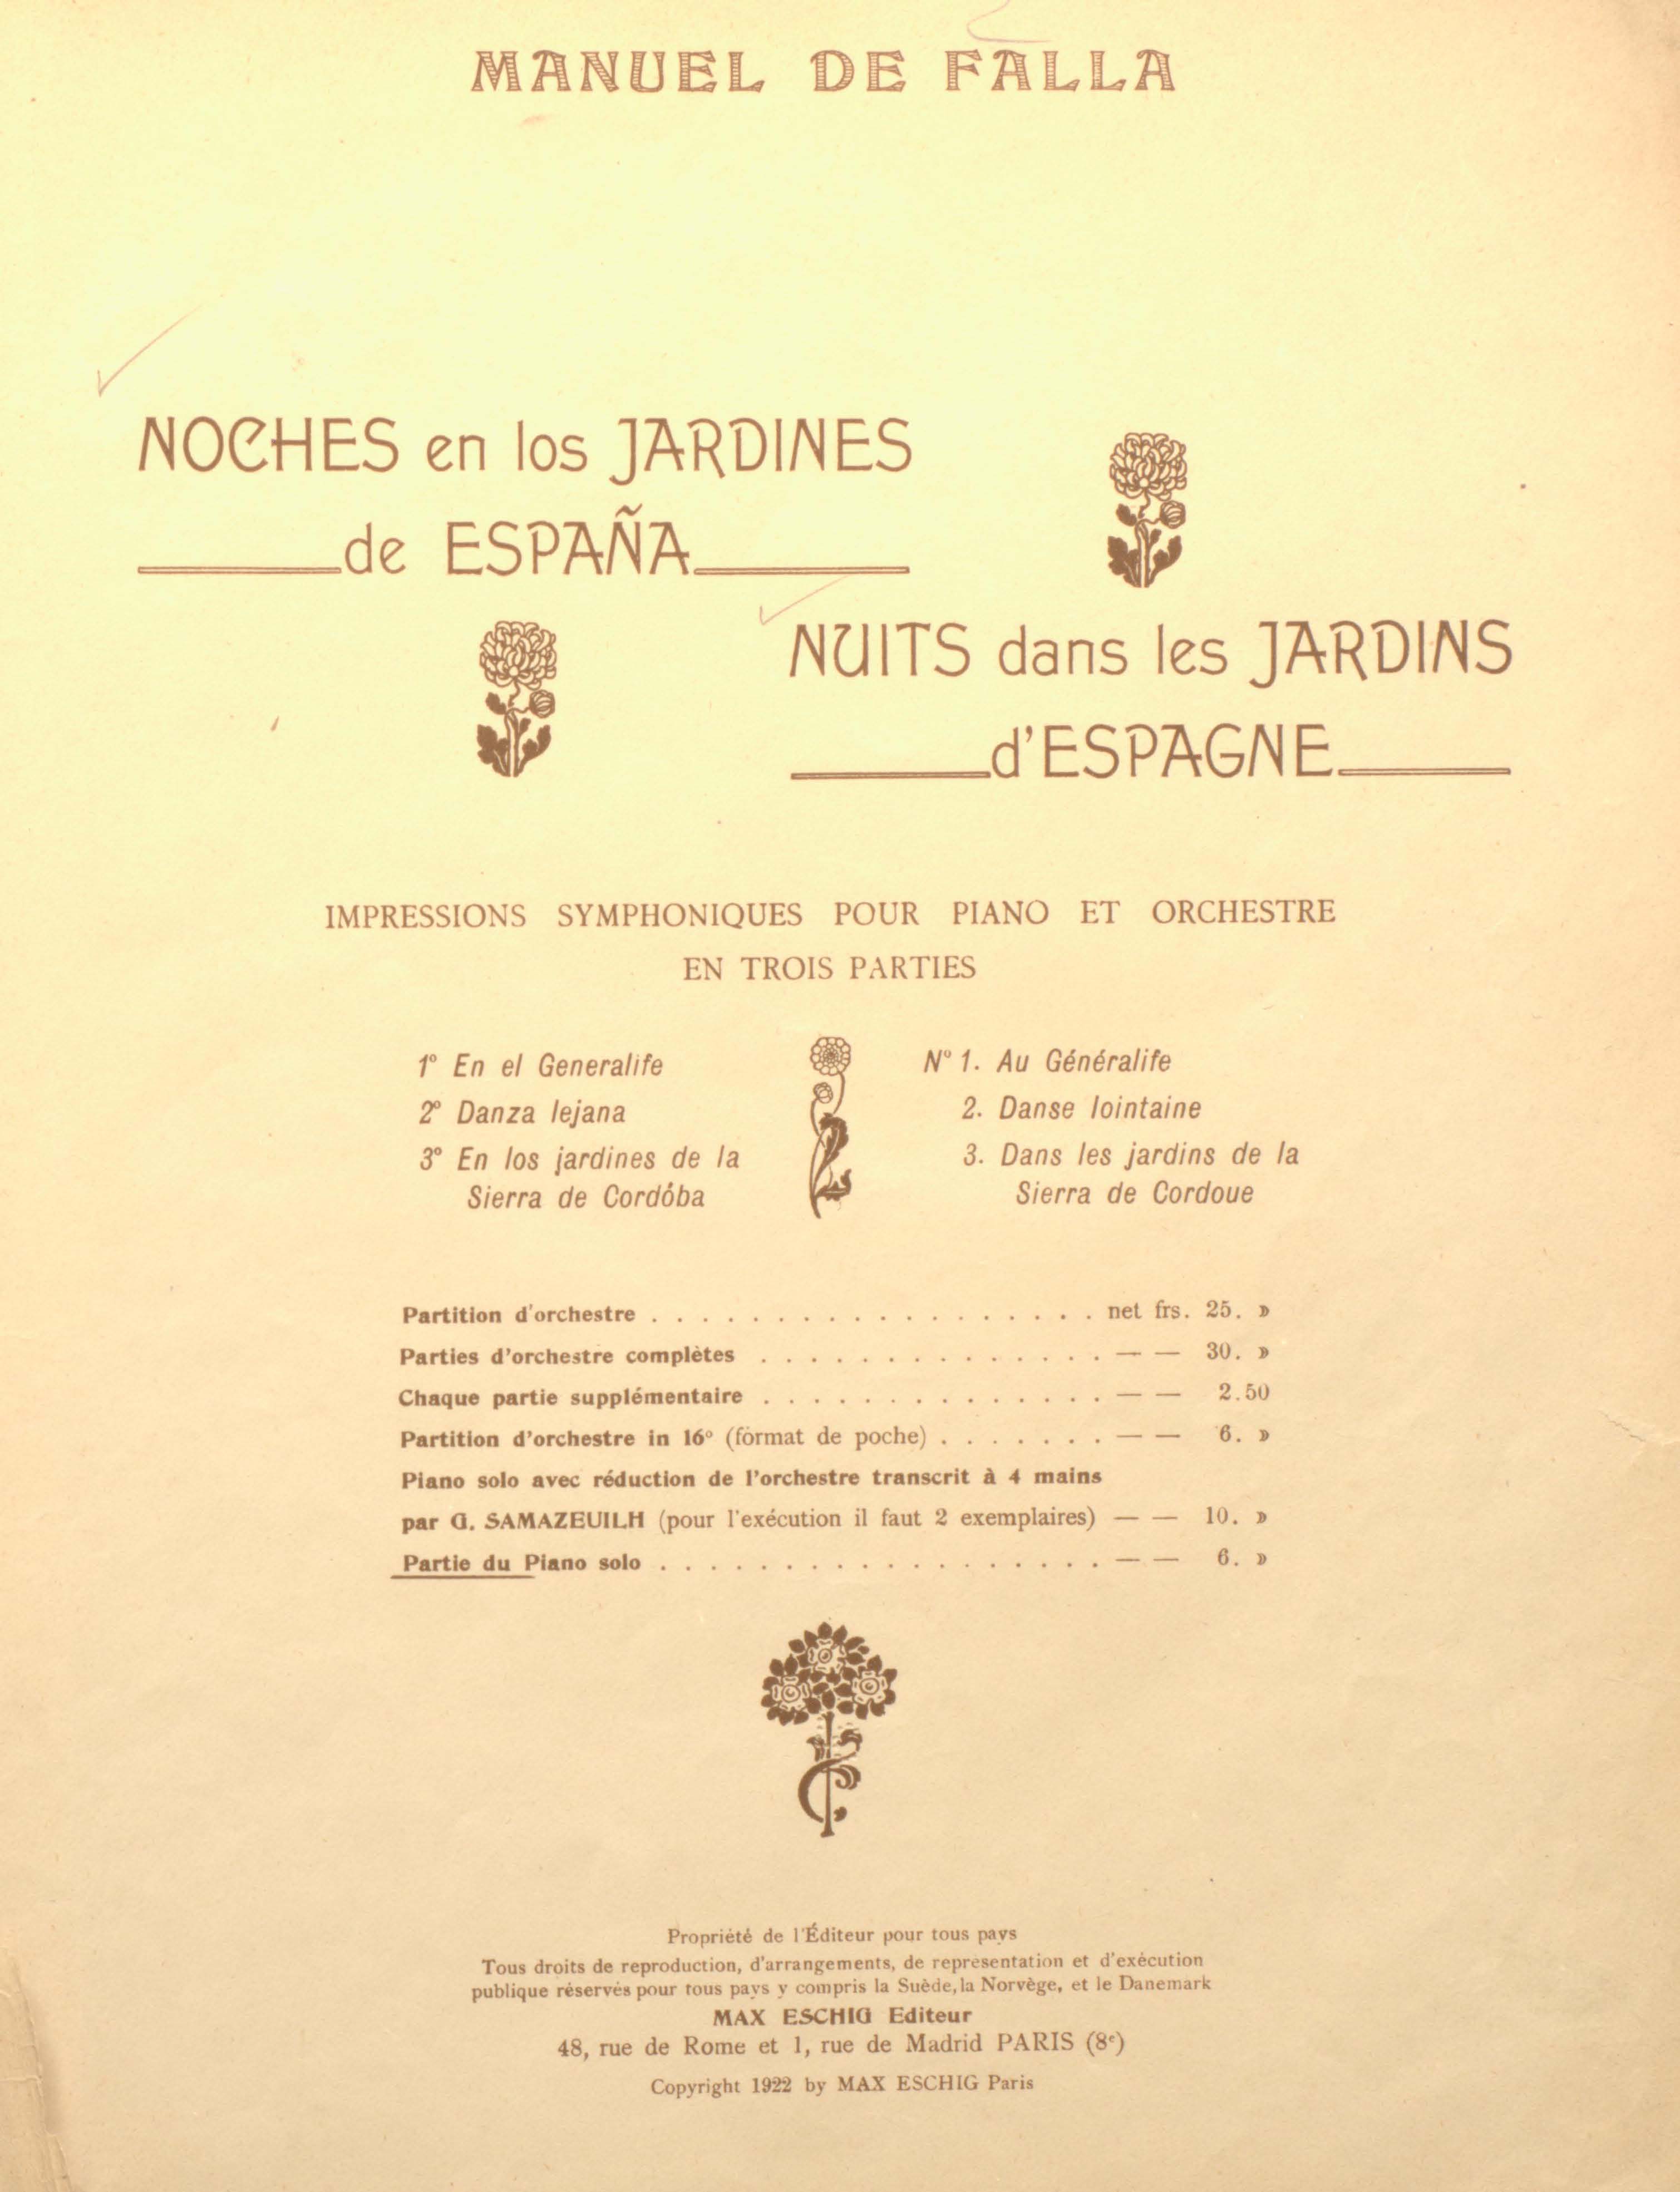 MANUEL DE FALLA
NOCHES en los JARDINES
de ESPAÑA
NUITS dans les JARDINS
d'ESPAGNE
IMPRESSIONS SYMPHONIQUES POUR PIANO ET ORCHESTRE
EN TROIS PARTIES
1º En el Generalife
2º Danza lejana
3º En los jardines de la
Sierra de Cordóba
Nº 1. Au Généralife
2. Danse lointaine
3. Dans les jardins de la
Sierra de Cordoue
Partition d'orchestre . . . . . . . . . . . . . . . . . . net frs. 25. »
Parties d'orchestre complètes . . . . . . . . . . . . . . — — 30. »
Chaque partie supplémentaire . . . . . . . . . . . . . . — — 2.50
Partition d'orchestre in 16º (format de poche) . . . . . . . — — 6. »
Piano solo avec réduction de l'orchestre transcrit à 4 mains
par G. SAMAZEUILH (pour l'exécution il faut 2 exemplaires) — — 10. »
Partie du Piano solo . . . . . . . . . . . . . . . . . . — — 6. »
Propriété de l'Éditeur pour tous pays
Tous droits de reproduction, d'arrangements, de représentation et d'exécution
publique réservés pour tous pays y compris la Suède, la Norvège, et le Danemark
MAX ESCHIG Editeur
48, rue de Rome et 1, rue de Madrid PARIS (8e)
Copyright 1922 by MAX ESCHIG Paris